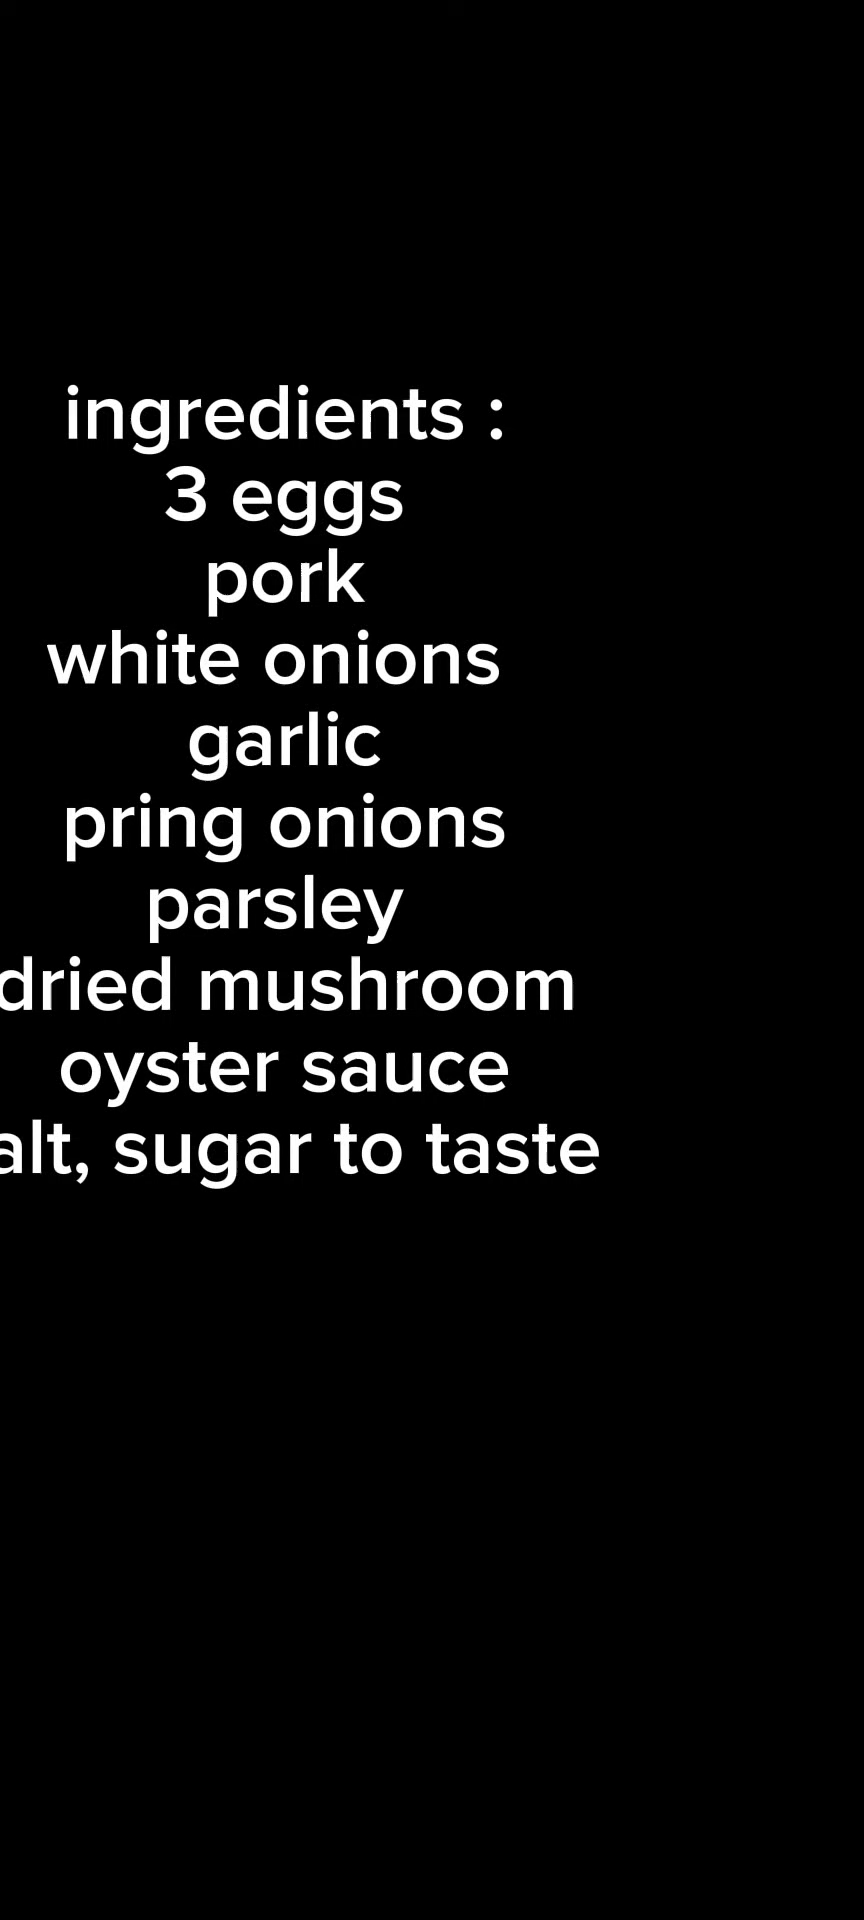 ingredients :
3 eggs
pork
white onions
garlic
pring onions
parsley
dried mushroom
oyster sauce
alt, sugar to taste